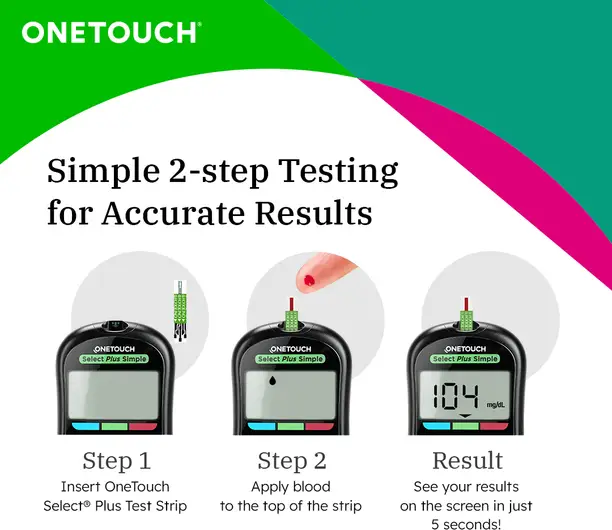 ONETOUCH®
Simple 2-step Testing
for Accurate Results
ONETOUCH
Select Plus Simple
ONETOUCH
Select Plus Simple
ONETOUCH
Select Plus Simple
104 mg/dL
Step 1
Insert OneTouch
Select® Plus Test Strip
Step 2
Apply blood
to the top of the strip
Result
See your results
on the screen in just
5 seconds!